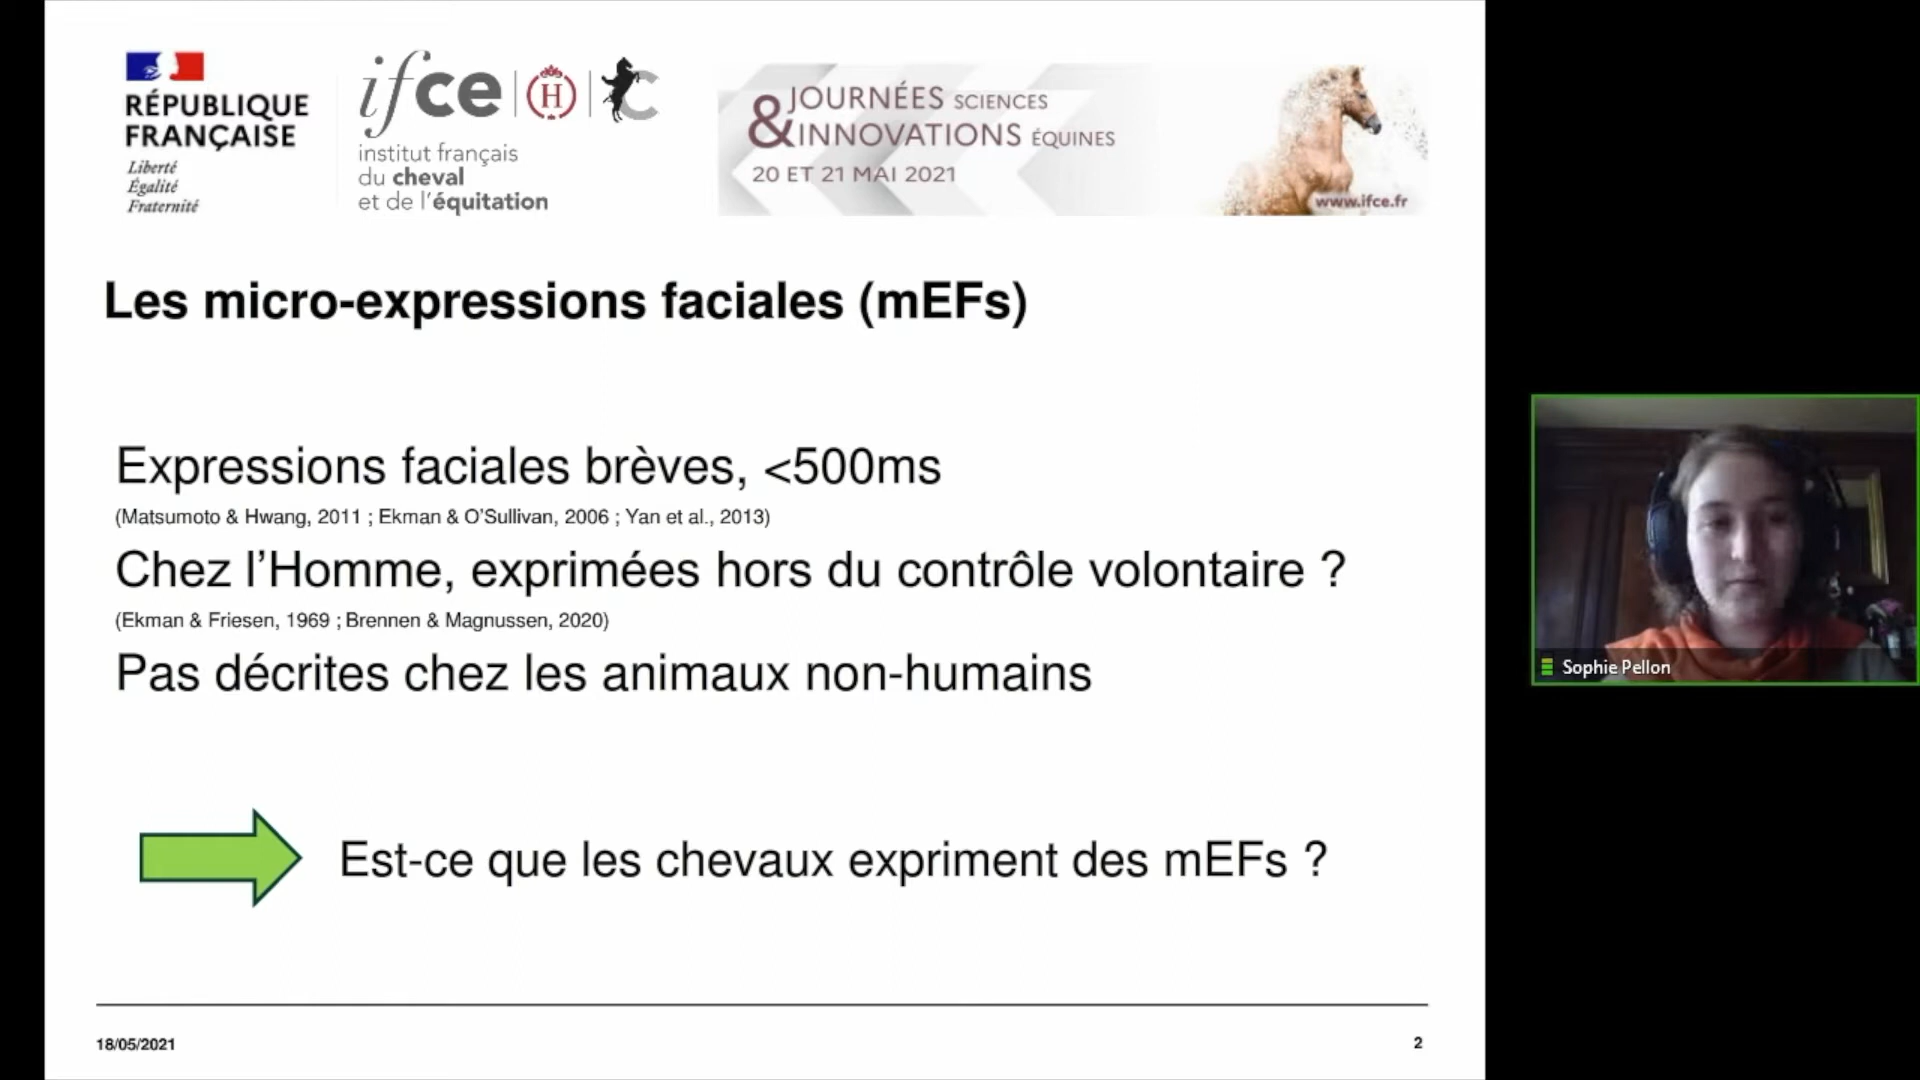 RÉPUBLIQUE
FRANÇAISE
Liberté
Égalité
Fraternité
ifce | H | C
institut français
du cheval
et de l'équitation
JOURNÉES SCIENCES
& INNOVATIONS ÉQUINES
20 ET 21 MAI 2021
www.ifce.fr
Les micro-expressions faciales (mEFs)
Expressions faciales brèves, <500ms
(Matsumoto & Hwang, 2011 ; Ekman & O'Sullivan, 2006 ; Yan et al., 2013)
Chez l'Homme, exprimées hors du contrôle volontaire ?
(Ekman & Friesen, 1969 ; Brennen & Magnussen, 2020)
Pas décrites chez les animaux non-humains
Sophie Pellon
Est-ce que les chevaux expriment des mEFs ?
18/05/2021
2